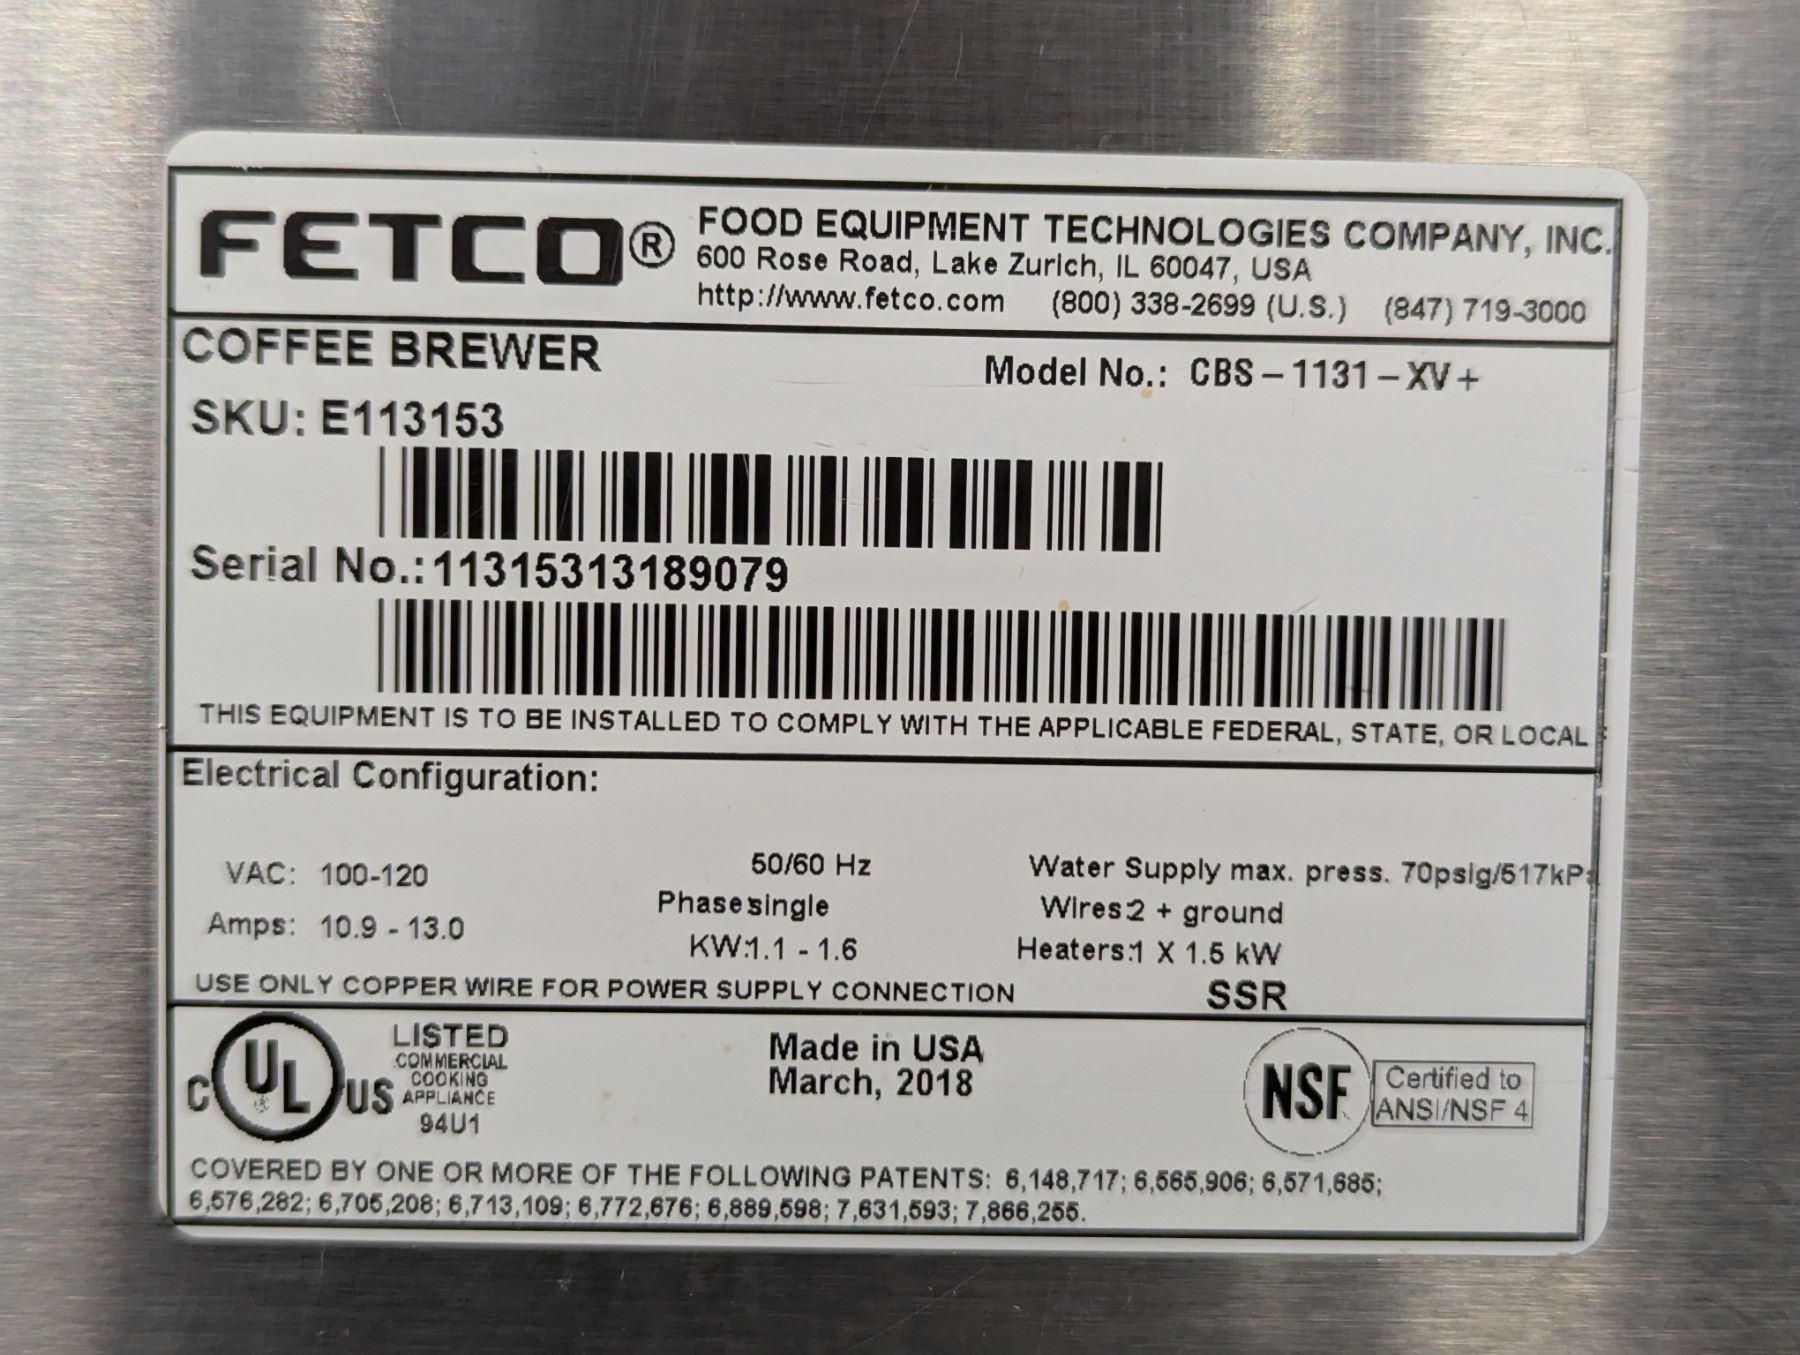 FETCO® FOOD EQUIPMENT TECHNOLOGIES COMPANY, INC.
600 Rose Road, Lake Zurich, IL 60047, USA
http://www.fetco.com (800) 338-2699 (U.S.) (847) 719-3000
COFFEE BREWER
Model No.: CBS-1131-XV+
SKU: E113153
Serial No.:11315313189079
THIS EQUIPMENT IS TO BE INSTALLED TO COMPLY WITH THE APPLICABLE FEDERAL, STATE, OR LOCAL
Electrical Configuration:
VAC: 100-120 50/60 Hz Water Supply max. press. 70psig/517kPa
Phase single Wires:2 + ground
Amps: 10.9 - 13.0 KW:1.1 - 1.6 Heaters:1 X 1.5 kW
USE ONLY COPPER WIRE FOR POWER SUPPLY CONNECTION SSR
C UL US
LISTED
COMMERCIAL
COOKING
APPLIANCE
94U1
Made in USA
March, 2018
NSF
Certified to
ANSI/NSF 4
COVERED BY ONE OR MORE OF THE FOLLOWING PATENTS: 6,148,717; 6,565,906; 6,571,685;
6,576,282; 6,705,208; 6,713,109; 6,772,676; 6,889,598; 7,631,593; 7,866,255.